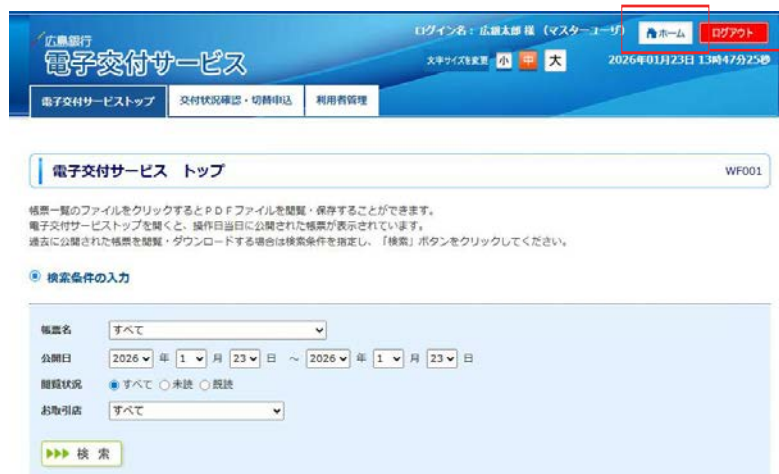 広島銀行
電子交付サービス
ログイン名：広銀太郎 様 （マスターユーザ）
ホーム
ログアウト
文字サイズを変更 小 中 大
2026年01月23日 13時47分25秒
電子交付サービストップ
交付状況確認・切替申込
利用者管理
電子交付サービス トップ
WF001
帳票一覧のファイルをクリックするとＰＤＦファイルを閲覧・保存することができます。
電子交付サービストップを開くと、操作日当日に公開された帳票が表示されています。
過去に公開された帳票を閲覧・ダウンロードする場合は検索条件を指定し、「検索」ボタンをクリックしてください。
検索条件の入力
帳票名 すべて
公開日 2026 年 1 月 23 日 ～ 2026 年 1 月 23 日
閲覧状況 すべて 未読 既読
お取引店 すべて
検 索